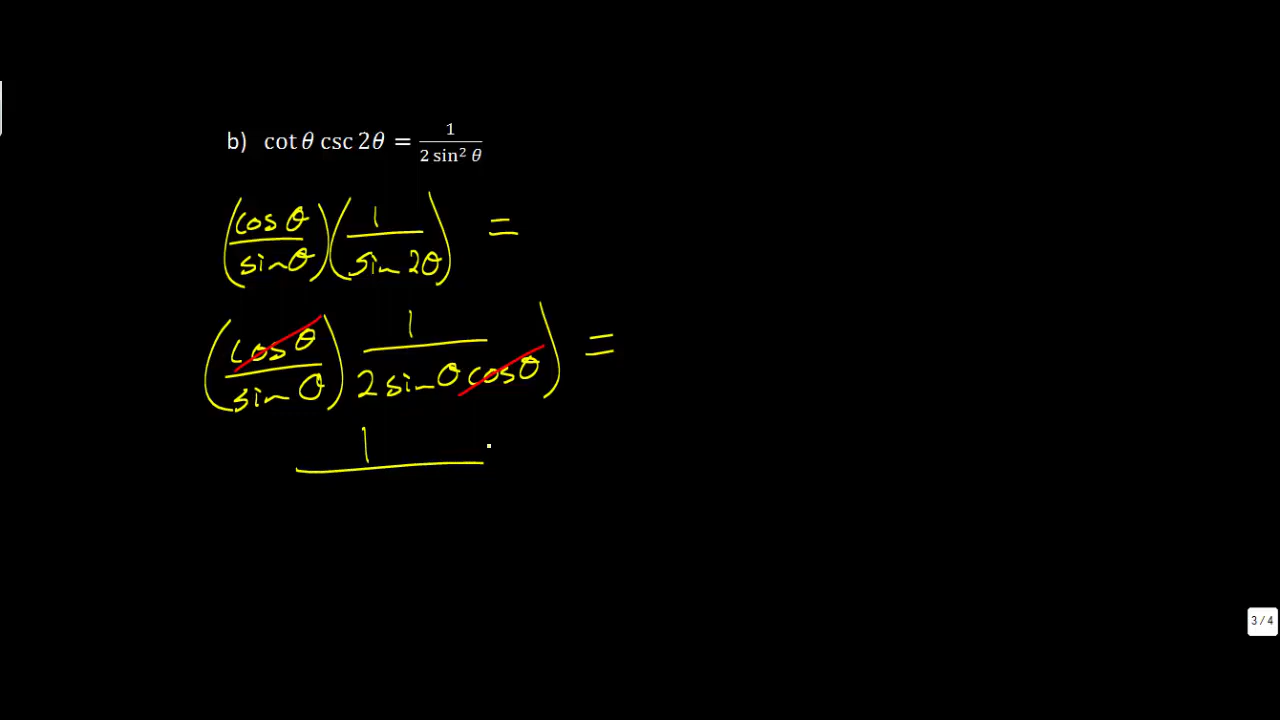 b) cot θ csc 2θ = 1 / (2 sin² θ)
(cos θ / sin θ)(1 / sin 2θ) =
(cos θ / sin θ) 1 / (2 sin θ cos θ)) =
1
3 / 4